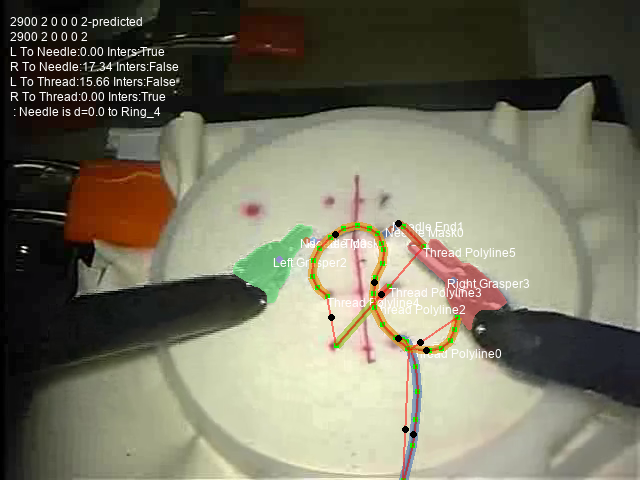 2900 2 0 0 0 2-predicted
2900 2 0 0 0 2
L To Needle:0.00 Inters:True
R To Needle:17.34 Inters:False
L To Thread:15.66 Inters:False
R To Thread:0.00 Inters:True
: Needle is d=0.0 to Ring_4
Needle End1
Mask0
Thread Polyline5
Left Grasper2
Right Grasper3
Thread Polyline3
Thread Polyline4
Thread Polyline2
Thread Polyline0